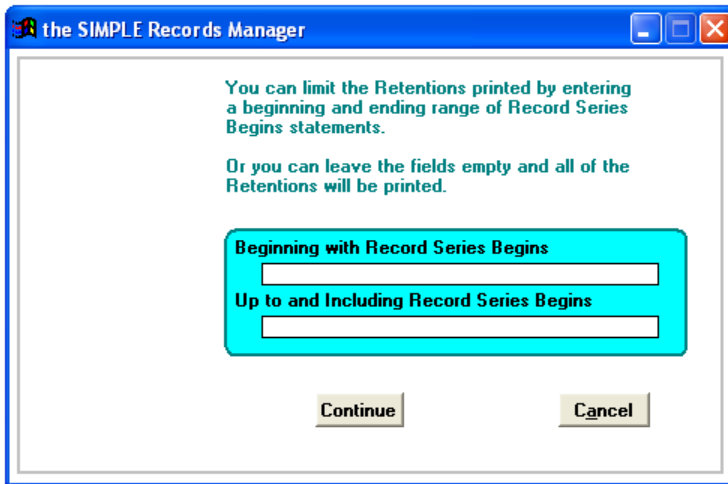 the SIMPLE Records Manager
You can limit the Retentions printed by entering
a beginning and ending range of Record Series
Begins statements.
Or you can leave the fields empty and all of the
Retentions will be printed.
Beginning with Record Series Begins
Up to and Including Record Series Begins
Continue Cancel